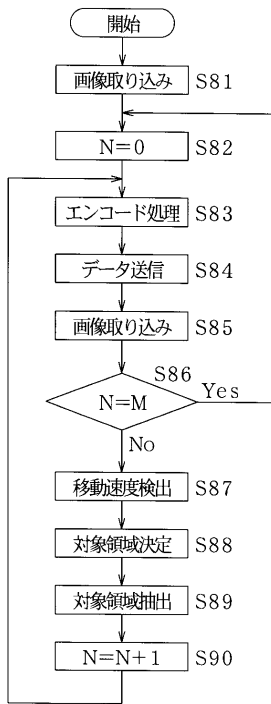 開始
画像取り込み S81
N=0 S82
エンコード処理 S83
データ送信 S84
画像取り込み S85
S86
N=M Yes
No
移動速度検出 S87
対象領域決定 S88
対象領域抽出 S89
N=N+1 S90